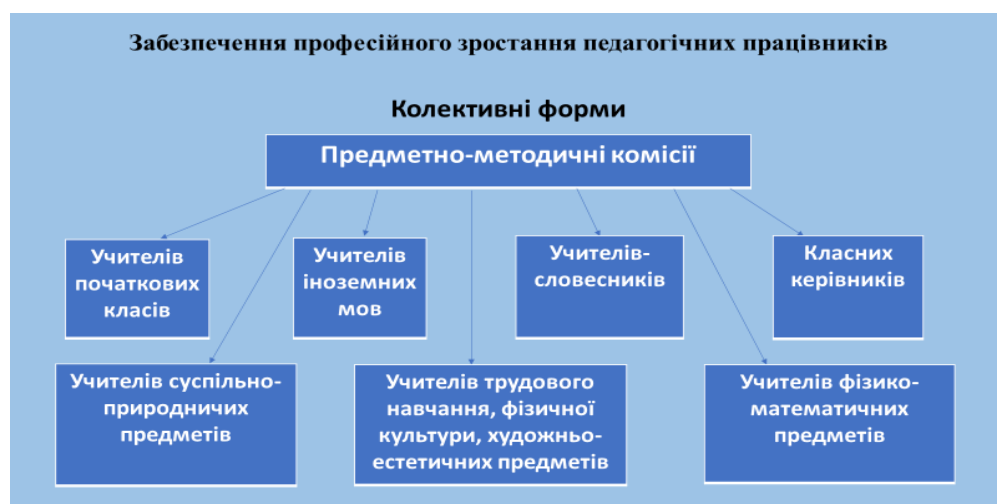 Забезпечення професійного зростання педагогічних працівників
Колективні форми
Предметно-методичні комісії
Учителів
початкових
класів
Учителів
іноземних
мов
Учителів-
словесників
Класних
керівників
Учителів суспільно-
природничих
предметів
Учителів трудового
навчання, фізичної
культури, художньо-
естетичних предметів
Учителів фізико-
математичних
предметів